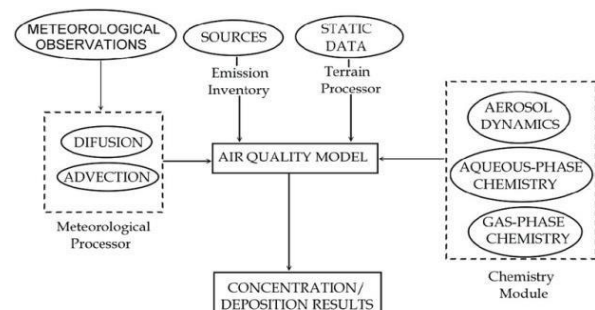 METEOROLOGICAL
OBSERVATIONS
SOURCES
STATIC
DATA
Emission
Inventory
Terrain
Processor
DIFUSION
ADVECTION
Meteorological
Processor
AIR QUALITY MODEL
AEROSOL
DYNAMICS
AQUEOUS-PHASE
CHEMISTRY
GAS-PHASE
CHEMISTRY
Chemistry
Module
CONCENTRATION/
DEPOSITION RESULTS